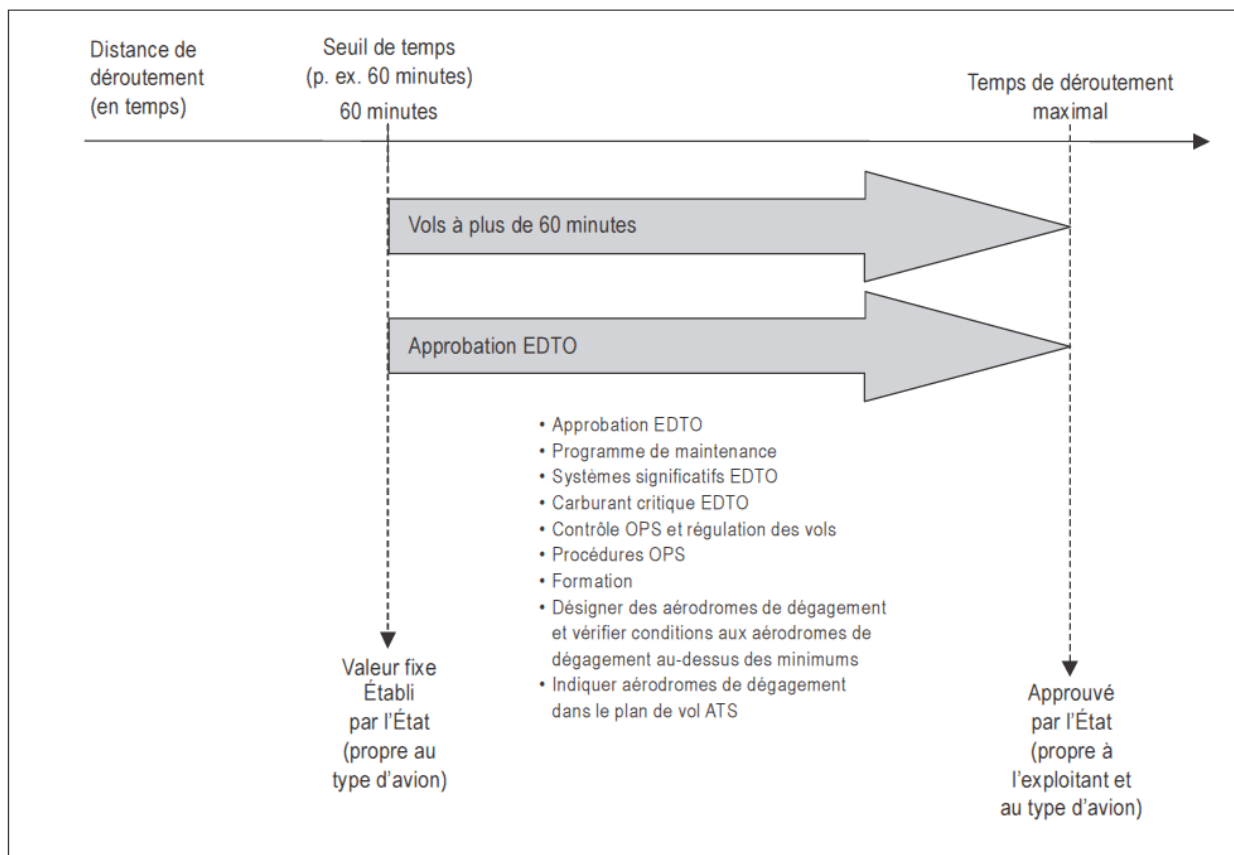 Distance de
déroutement
(en temps)
Seuil de temps
(p. ex. 60 minutes)
60 minutes
Temps de déroutement
maximal
Vols à plus de 60 minutes
Approbation EDTO
• Approbation EDTO
• Programme de maintenance
• Systèmes significatifs EDTO
• Carburant critique EDTO
• Contrôle OPS et régulation des vols
• Procédures OPS
• Formation
• Désigner des aérodromes de dégagement
et vérifier conditions aux aérodromes de
dégagement au-dessus des minimums
• Indiquer aérodromes de dégagement
dans le plan de vol ATS
Valeur fixe
Établi
par l'État
(propre au
type d'avion)
Approuvé
par l'État
(propre à
l'exploitant et
au type d'avion)